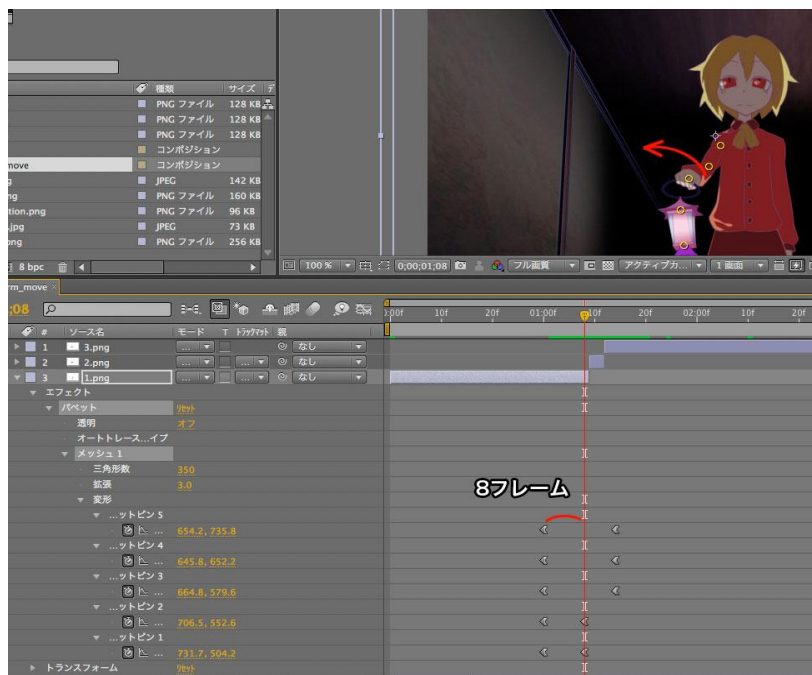 種類 サイズ デ
PNG ファイル 128 KB
PNG ファイル 128 KB
PNG ファイル 128 KB
コンポジション
move コンポジション
g JPEG 142 KB
ng PNG ファイル 160 KB
tion.png PNG ファイル 96 KB
.jpg JPEG 73 KB
png PNG ファイル 256 KB
8 bpc
100 % 0;00;01;08 フル画質 アクティブカ... 1 画面
rm_move
;08 0:00f 10f 20f 01:00f 10f 20f 02:00f 10f 20f
# ソース名 モード T トラックマット 親
1 3.png ... なし
2 2.png ... ... なし
3 1.png ... ... なし
エフェクト
パペット リセット
透明 オフ
オートトレース...イプ
メッシュ 1
三角形数 350
拡張 3.0
8フレーム
変形
...ットピン 5
... 654.2, 735.8
...ットピン 4
... 645.8, 652.2
...ットピン 3
... 664.8, 579.6
...ットピン 2
... 706.5, 552.6
...ットピン 1
... 731.7, 504.2
トランスフォーム リセット